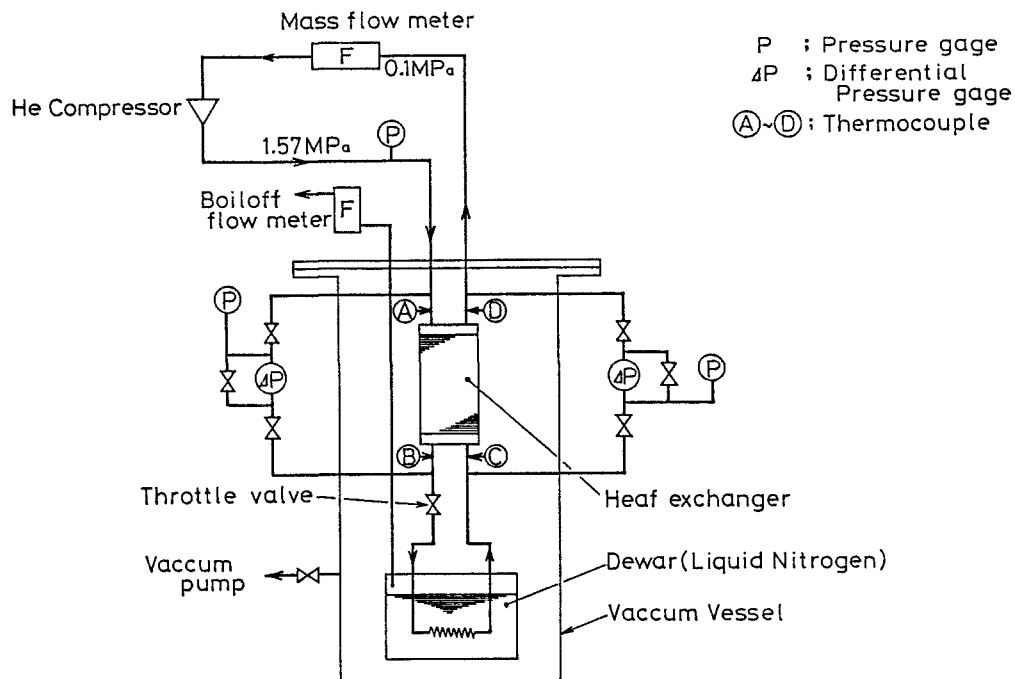 Mass flow meter
F
0.1MPa
He Compressor
1.57MPa
P
Boiloff
flow meter
F
P ; Pressure gage
ΔP ; Differential
Pressure gage
Ⓐ~Ⓓ ; Thermocouple
P
A
D
ΔP
ΔP
P
B
C
Throttle valve
Heaf exchanger
Vaccum
pump
Dewar(Liquid Nitrogen)
Vaccum Vessel